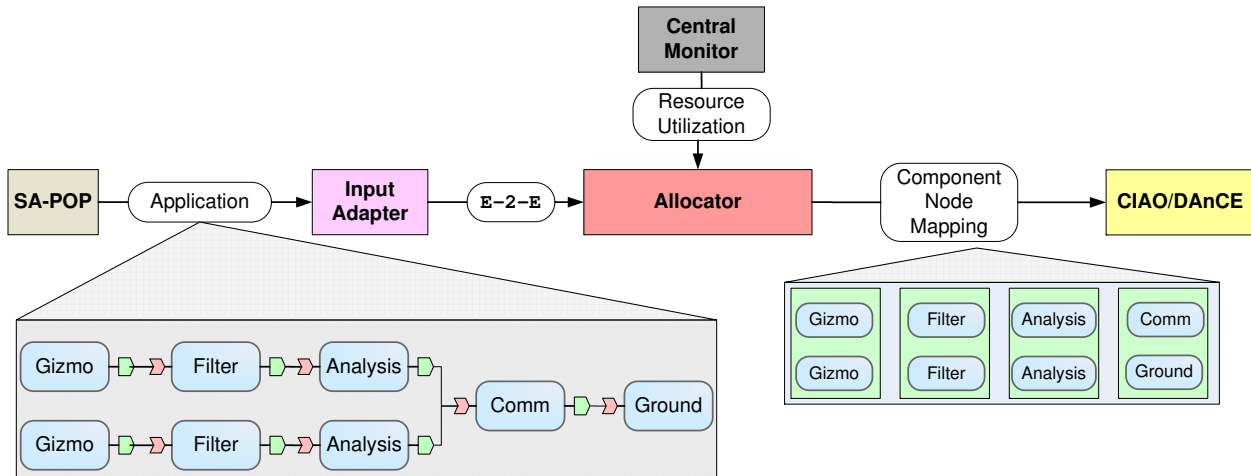 Central
Monitor
Resource
Utilization
SA-POP
Application
Input
Adapter
E-2-E
Allocator
Component
Node
Mapping
CIAO/DAnCE
Gizmo
Filter
Analysis
Comm
Gizmo
Filter
Analysis
Ground
Gizmo
Filter
Analysis
Comm
Ground
Gizmo
Filter
Analysis